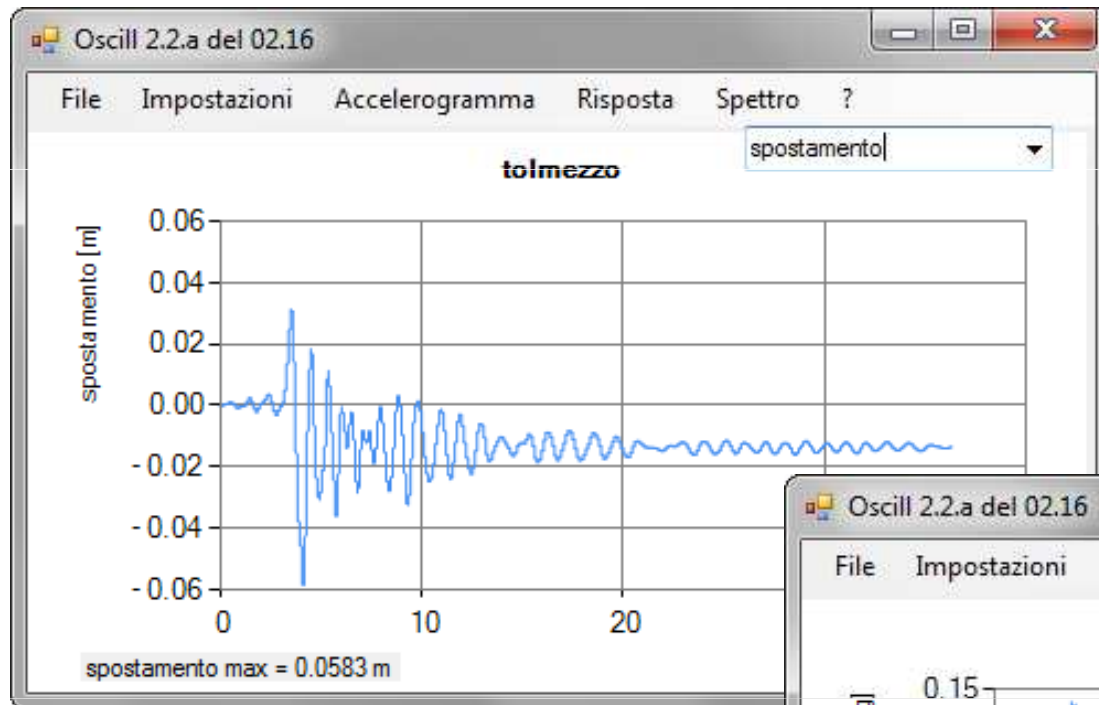 Oscill 2.2.a del 02.16
File Impostazioni Accelerogramma Risposta Spettro ?
spostamento
tolmezzo
spostamento [m]
0.06
0.04
0.02
0.00
-0.02
-0.04
-0.06
0 10 20
spostamento max = 0.0583 m
Oscill 2.2.a del 02.16
File Impostazioni
0.15